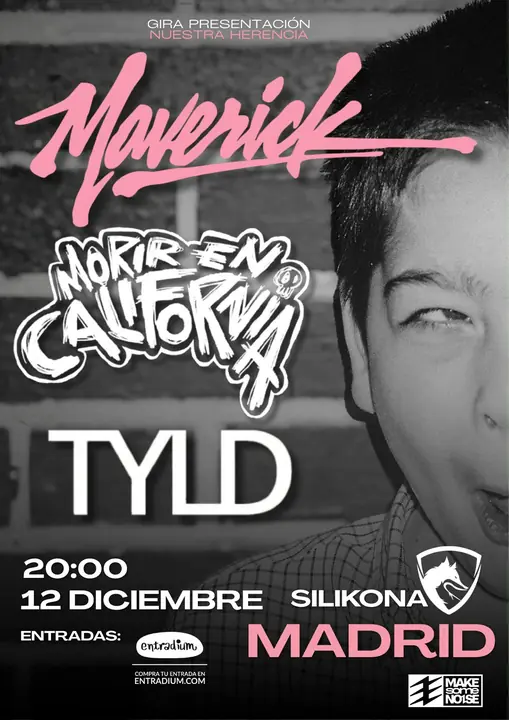 GIRA PRESENTACIÓN
NUESTRA HERENCIA
Maverick
MORIR EN
CALIFORNIA
TYLD
20:00
12 DICIEMBRE
SILIKONA
ENTRADAS:
entradium
MADRID
COMPRA TU ENTRADA EN
ENTRADIUM.COM
MAKE
some
NO1SE